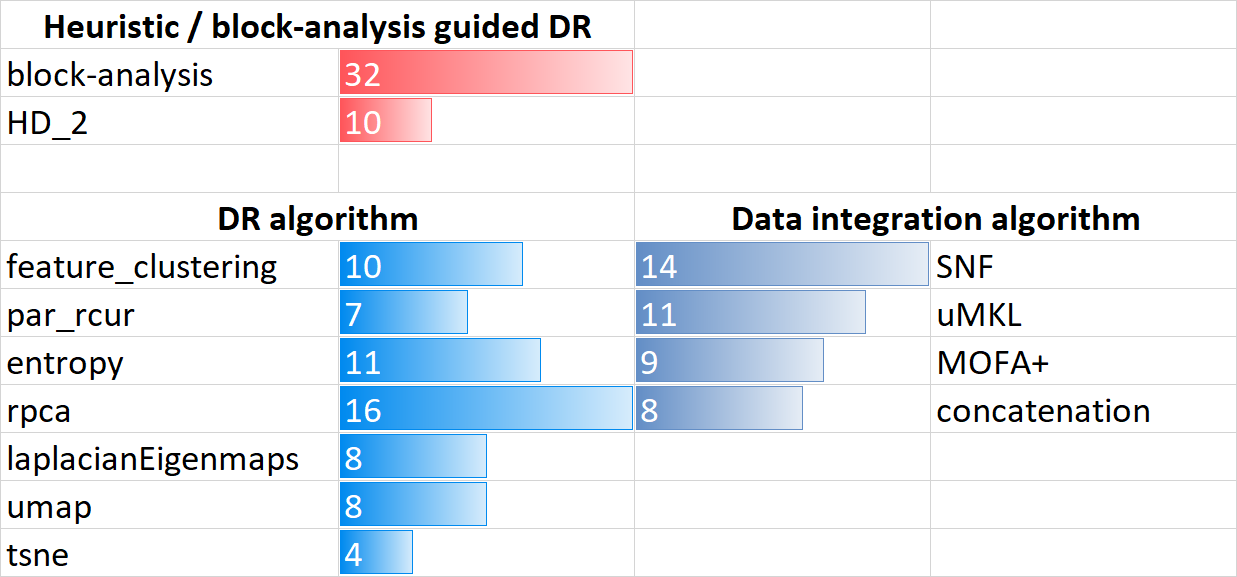 Heuristic / block-analysis guided DR
block-analysis 32
HD_2 10
DR algorithm Data integration algorithm
feature_clustering 10 14 SNF
par_rcur 7 11 uMKL
entropy 11 9 MOFA+
rpca 16 8 concatenation
laplacianEigenmaps 8
umap 8
tsne 4